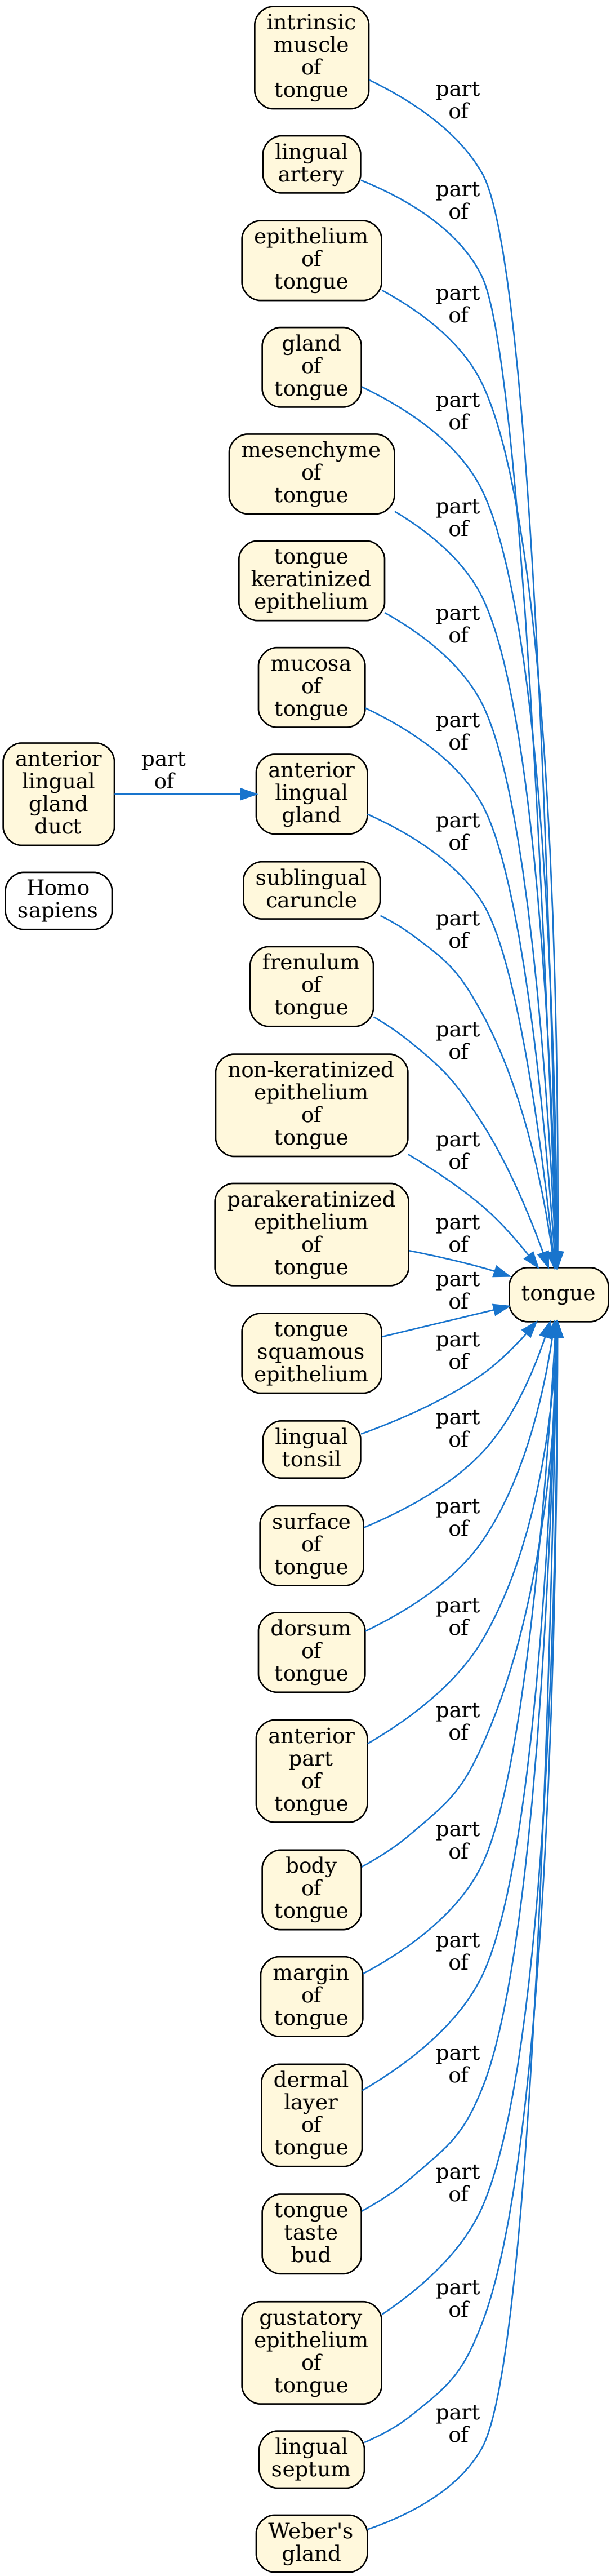 intrinsic
muscle
of
tongue
part
of
lingual
artery
part
of
epithelium
of
tongue
part
of
gland
of
tongue
part
of
mesenchyme
of
tongue
part
of
tongue
keratinized
epithelium
part
of
mucosa
of
tongue
part
of
anterior
lingual
gland
duct
part
of
anterior
lingual
gland
part
of
Homo
sapiens
sublingual
caruncle
part
of
frenulum
of
tongue
part
of
non-keratinized
epithelium
of
tongue
part
of
parakeratinized
epithelium
of
tongue
part
of
tongue
tongue
squamous
epithelium
part
of
lingual
tonsil
part
of
surface
of
tongue
part
of
dorsum
of
tongue
part
of
anterior
part
of
tongue
part
of
body
of
tongue
part
of
margin
of
tongue
part
of
dermal
layer
of
tongue
part
of
tongue
taste
bud
part
of
gustatory
epithelium
of
tongue
part
of
lingual
septum
part
of
Weber's
gland
part
of